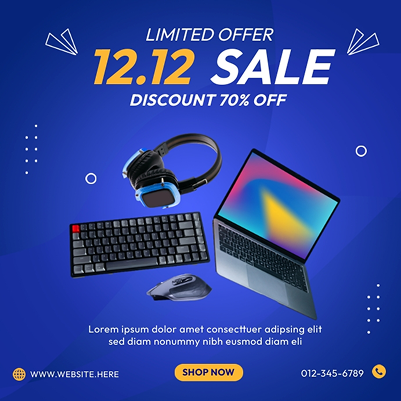 LIMITED OFFER
12.12 SALE
DISCOUNT 70% OFF
Lorem ipsum dolor amet consecttuer adipsing elit
sed diam nonummy nibh euismod diam eli
WWW.WEBSITE.HERE
SHOP NOW
012-345-6789